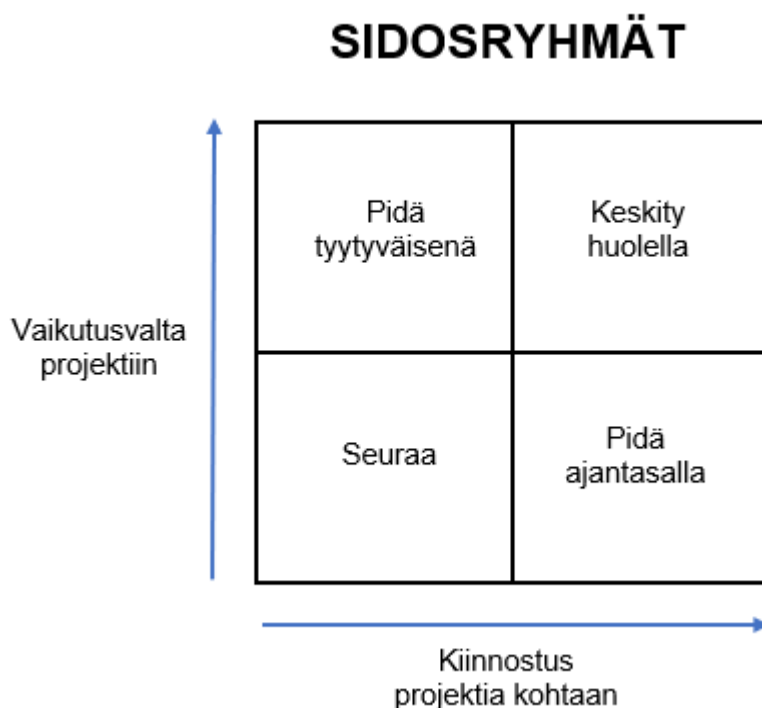 SIDOSRYHMÄT
Pidä
tyytyväisenä
Keskity
huolella
Vaikutusvalta
projektiin
Seuraa
Pidä
ajantasalla
Kiinnostus
projektia kohtaan